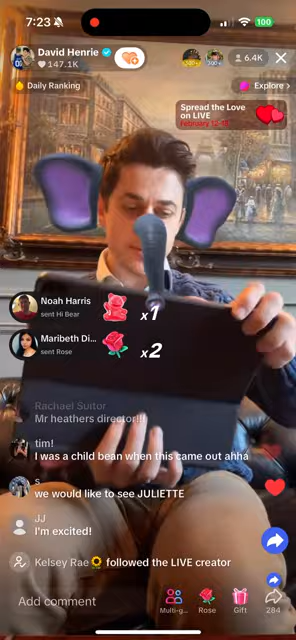 7:23
100
David Henrie
147.1K
6.4K
Daily Ranking
Explore >
Spread the Love
on LIVE
February 12-18
Noah Harris
sent Hi Bear
x1
Maribeth Di...
sent Rose
x2
Rachael Suitor
Mr heathers director!!!
tim!
I was a child bean when this came out ahha
s
we would like to see JULIETTE
JJ
I'm excited!
Kelsey Rae🌻 followed the LIVE creator
Add comment
Multi-g...
Rose
Gift
284